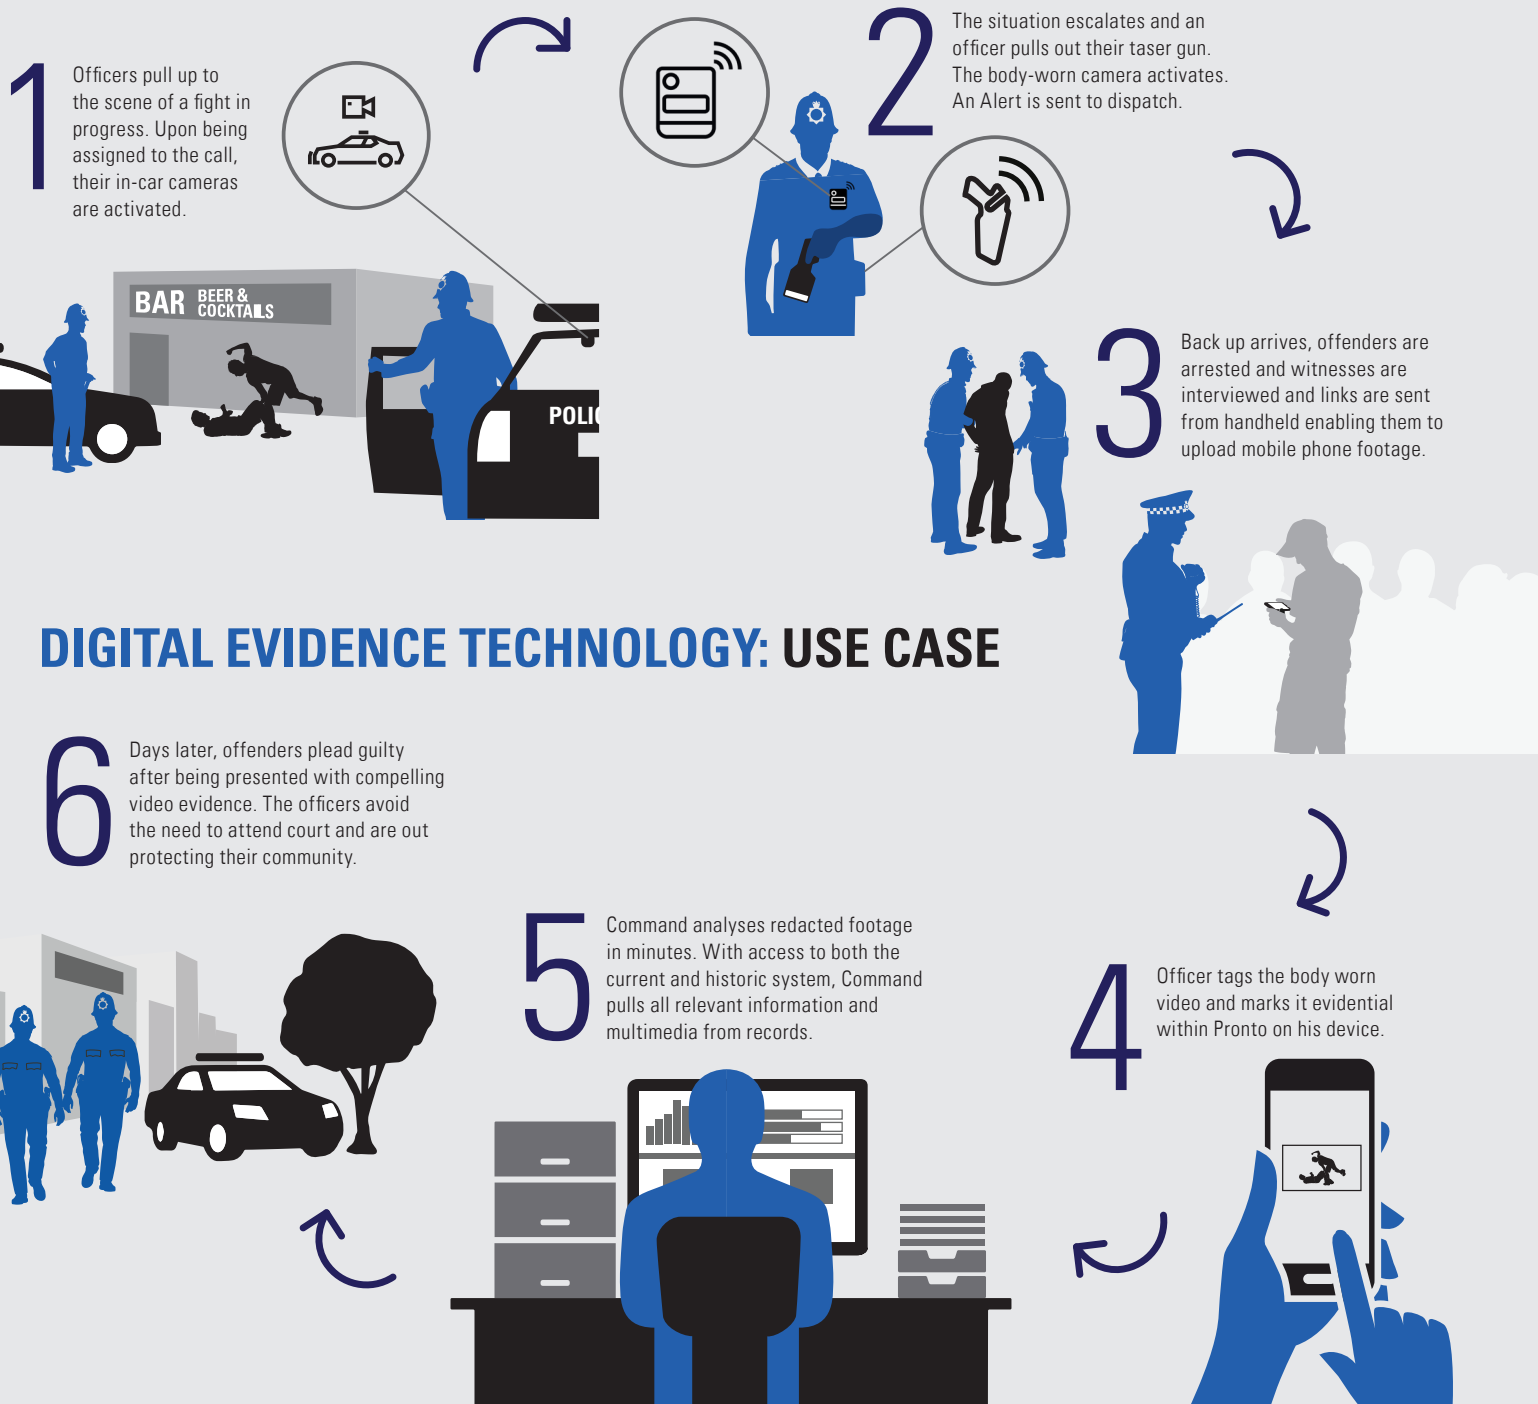 1
Officers pull up to
the scene of a fight in
progress. Upon being
assigned to the call,
their in-car cameras
are activated.
BAR
BEER &
COCKTAILS
POLIC
2
The situation escalates and an
officer pulls out their taser gun.
The body-worn camera activates.
An Alert is sent to dispatch.
3
Back up arrives, offenders are
arrested and witnesses are
interviewed and links are sent
from handheld enabling them to
upload mobile phone footage.
DIGITAL EVIDENCE TECHNOLOGY: USE CASE
4
Officer tags the body worn
video and marks it evidential
within Pronto on his device.
5
Command analyses redacted footage
in minutes. With access to both the
current and historic system, Command
pulls all relevant information and
multimedia from records.
6
Days later, offenders plead guilty
after being presented with compelling
video evidence. The officers avoid
the need to attend court and are out
protecting their community.